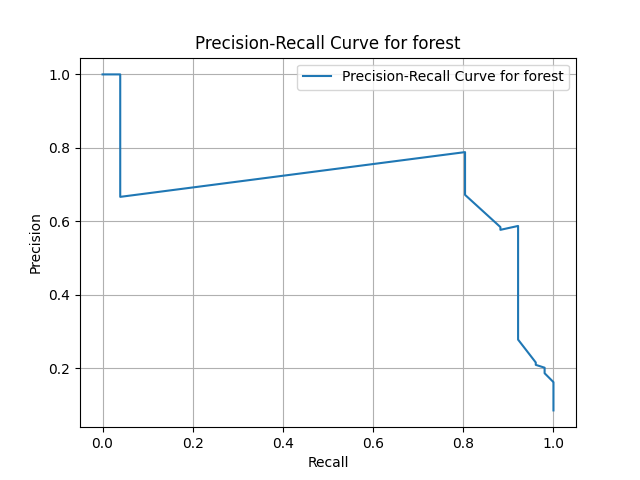 Precision-Recall Curve for forest
Precision-Recall Curve for forest
1.0
0.8
0.6
0.4
0.2
Precision
0.0 0.2 0.4 0.6 0.8 1.0
Recall